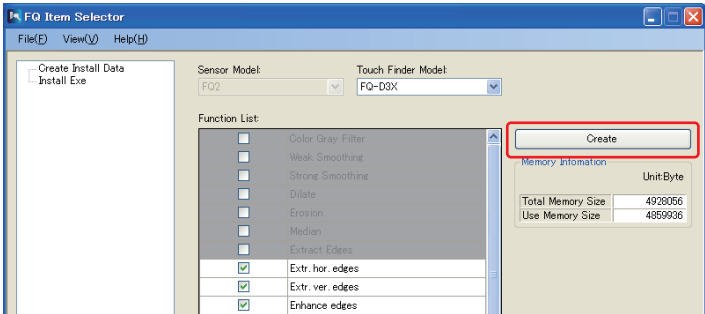 FQ Item Selector
File(F) View(V) Help(H)
Create Install Data
Install Exe
Sensor Model:
Touch Finder Model:
FQ2
FQ-D3X
Function List:
Color Gray Filter
Weak Smoothing
Strong Smoothing
Dilate
Erosion
Median
Extract Edges
Extr. hor. edges
Extr. ver. edges
Enhance edges
Create
Memory Infomation
Unit:Byte
Total Memory Size 4928056
Use Memory Size 4859936